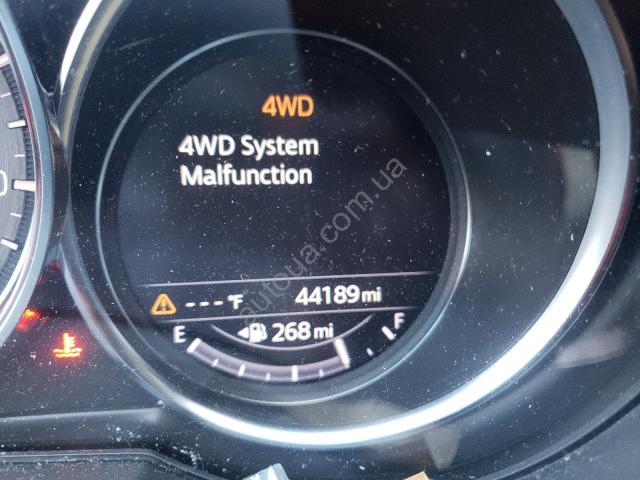 4WD
4WD System
Malfunction
---°F 44189 mi
E 268 mi F
autoua.com.ua